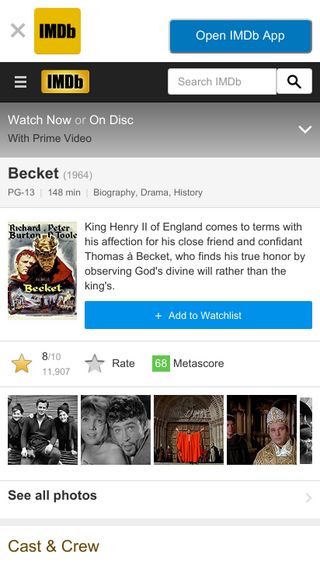 IMDb
Open IMDb App
IMDb
Search IMDb
Watch Now or On Disc
With Prime Video
Becket (1964)
PG-13 | 148 min | Biography, Drama, History
Richard Peter
Burton O'Toole
Becket
King Henry II of England comes to terms with
his affection for his close friend and confidant
Thomas à Becket, who finds his true honor by
observing God's divine will rather than the
king's.
+ Add to Watchlist
8/10
11,907
Rate
68 Metascore
See all photos
Cast & Crew